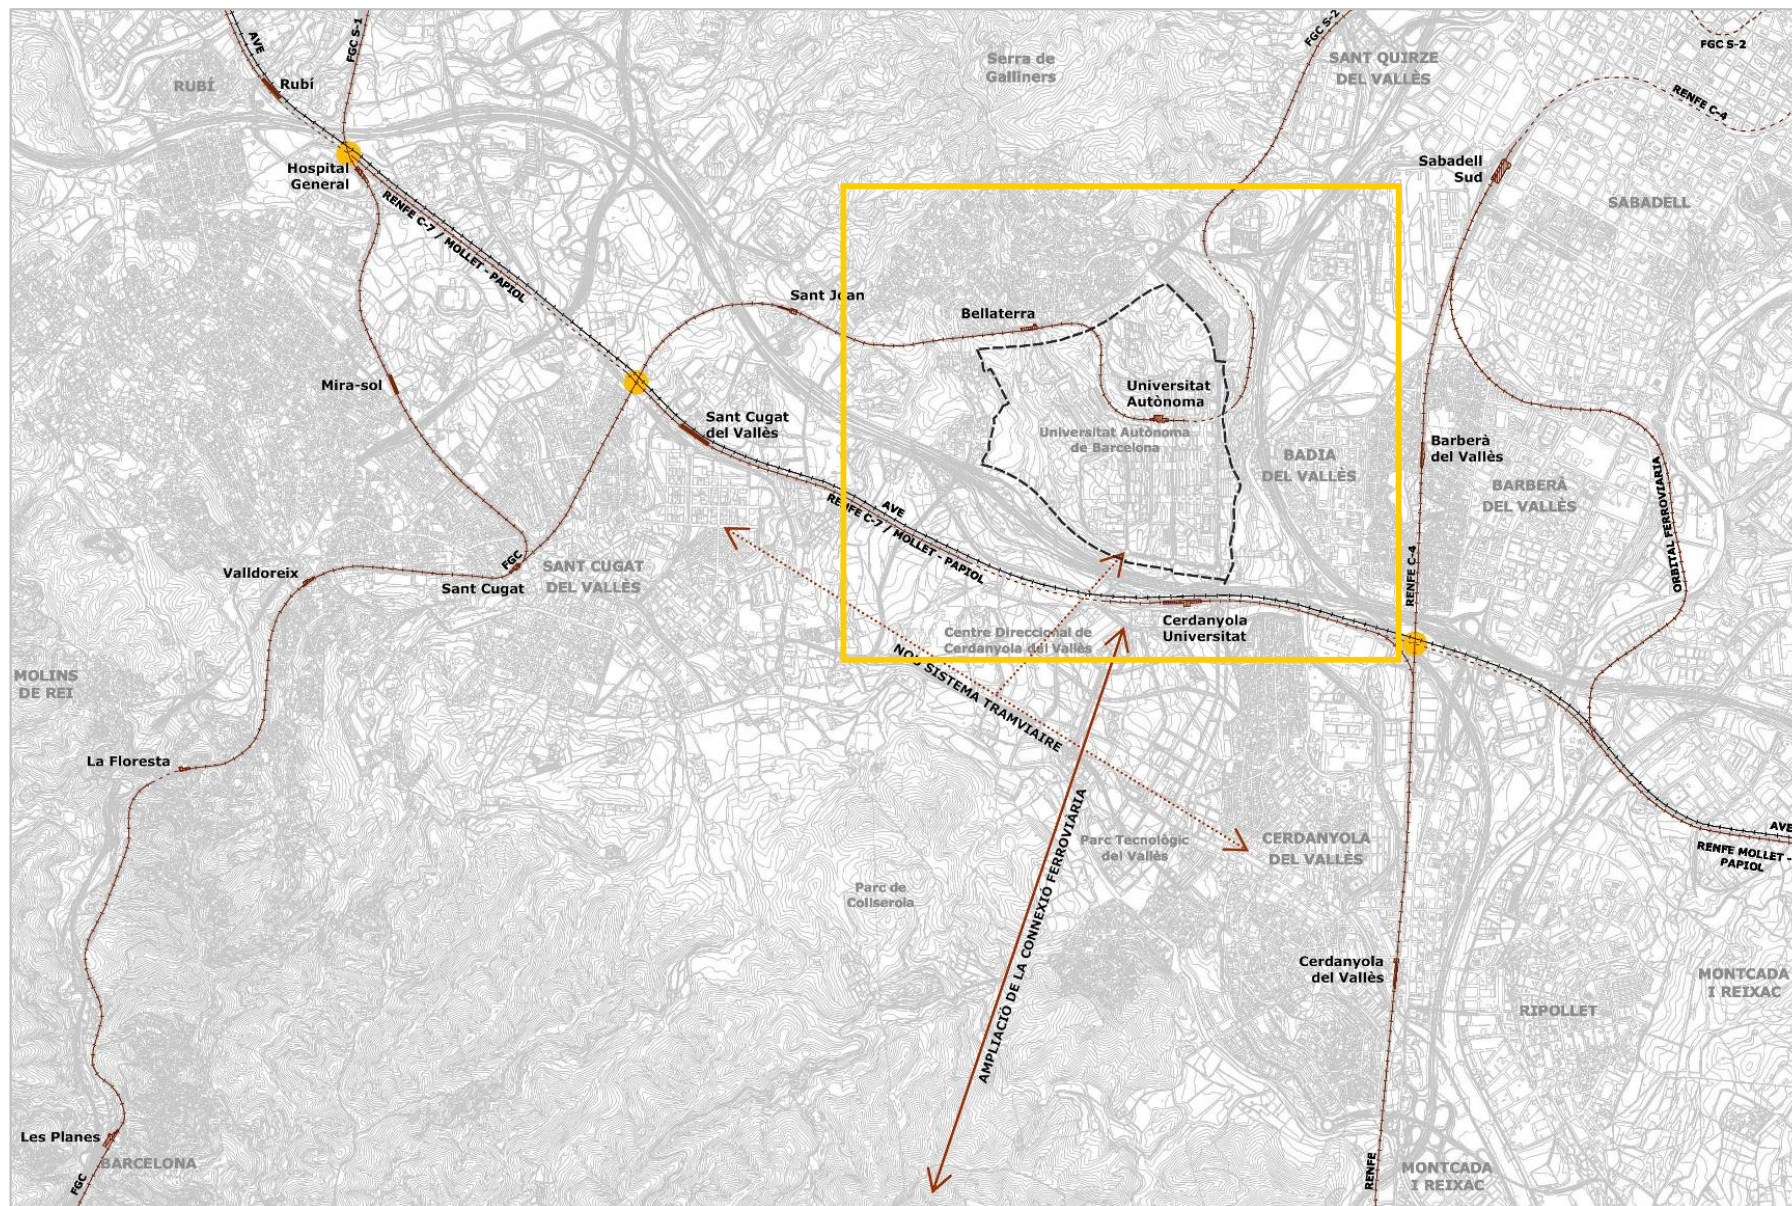 AVE
FGC S-1
FGC S-2
FGC S-2
Serra de
Galliners
SANT QUIRZE
DEL VALLÈS
RUBÍ
Rubí
RENFE C-4
Hospital
General
Sabadell
Sud
SABADELL
RENFE C-7 / MOLLET - PAPIOL
Sant Joan
Bellaterra
Mira-sol
Universitat
Autònoma
Sant Cugat
del Vallès
Universitat Autònoma
de Barcelona
BADIA
DEL VALLÈS
Barberà
del Vallès
BARBERÀ
DEL VALLÈS
ORBITAL FERROVIARIA
AVE
RENFE C-7 / MOLLET - PAPIOL
FGC
Valldoreix
Sant Cugat
SANT CUGAT
DEL VALLÈS
RENFE C-4
Cerdanyola
Universitat
Centre Direccional de
Cerdanyola del Vallès
NOU SISTEMA TRAMVIAIRE
MOLINS
DE REI
La Floresta
AMPLIACIÓ DE LA CONNEXIÓ FERROVIÀRIA
Parc Tecnològic
del Vallès
CERDANYOLA
DEL VALLÈS
AVE
RENFE MOLLET -
PAPIOL
Parc de
Collserola
Cerdanyola
del Vallès
MONTCADA
I REIXAC
RIPOLLET
Les Planes
BARCELONA
FGC
RENFE
MONTCADA
I REIXAC